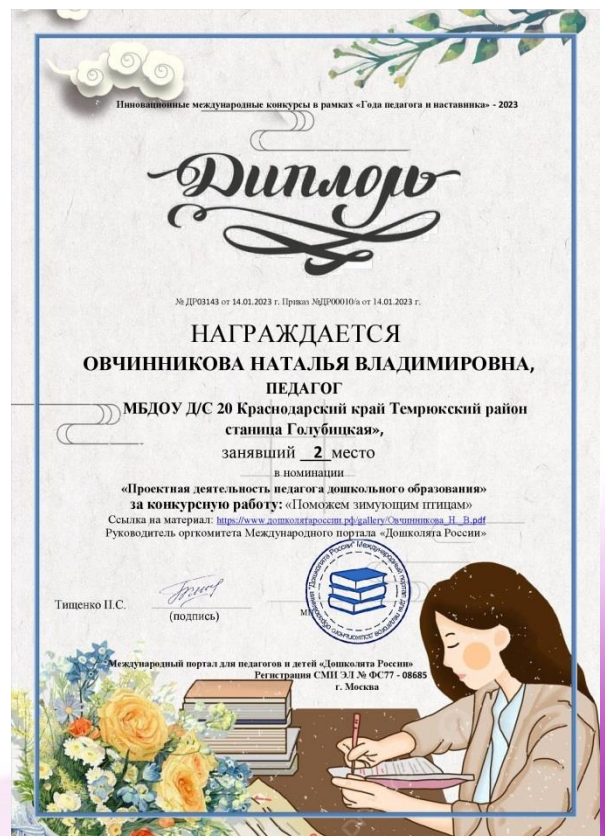 Инновационные международные конкурсы в рамках «Года педагога и наставника» - 2023
Диплом
№ ДР03143 от 14.01.2023 г. Приказ №ДР00010/а от 14.01.2023 г.
НАГРАЖДАЕТСЯ
ОВЧИННИКОВА НАТАЛЬЯ ВЛАДИМИРОВНА,
ПЕДАГОГ
МБДОУ Д/С 20 Краснодарский край Темрюкский район
станица Голубицкая»,
занявший 2 место
в номинации
«Проектная деятельность педагога дошкольного образования»
за конкурсную работу: «Поможем зимующим птицам»
Ссылка на материал: https://www.дошколятароссии.рф/gallery/Овчинникова_Н._В.pdf
Руководитель оргкомитета Международного портала «Дошколята России»
Тищенко П.С.
(подпись)
Международный портал для педагогов и детей «Дошколята России»
Регистрация СМИ ЭЛ № ФС77 - 08685
г. Москва